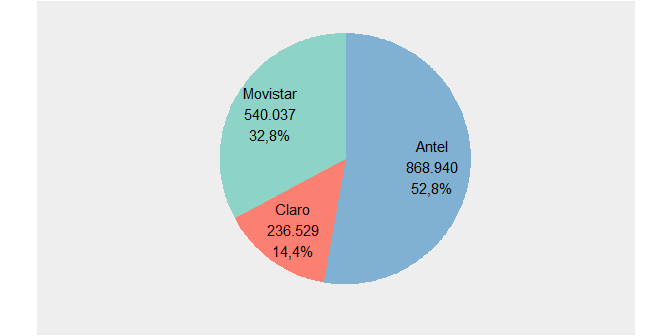 Movistar
540.037
32,8%
Antel
868.940
52,8%
Claro
236.529
14,4%